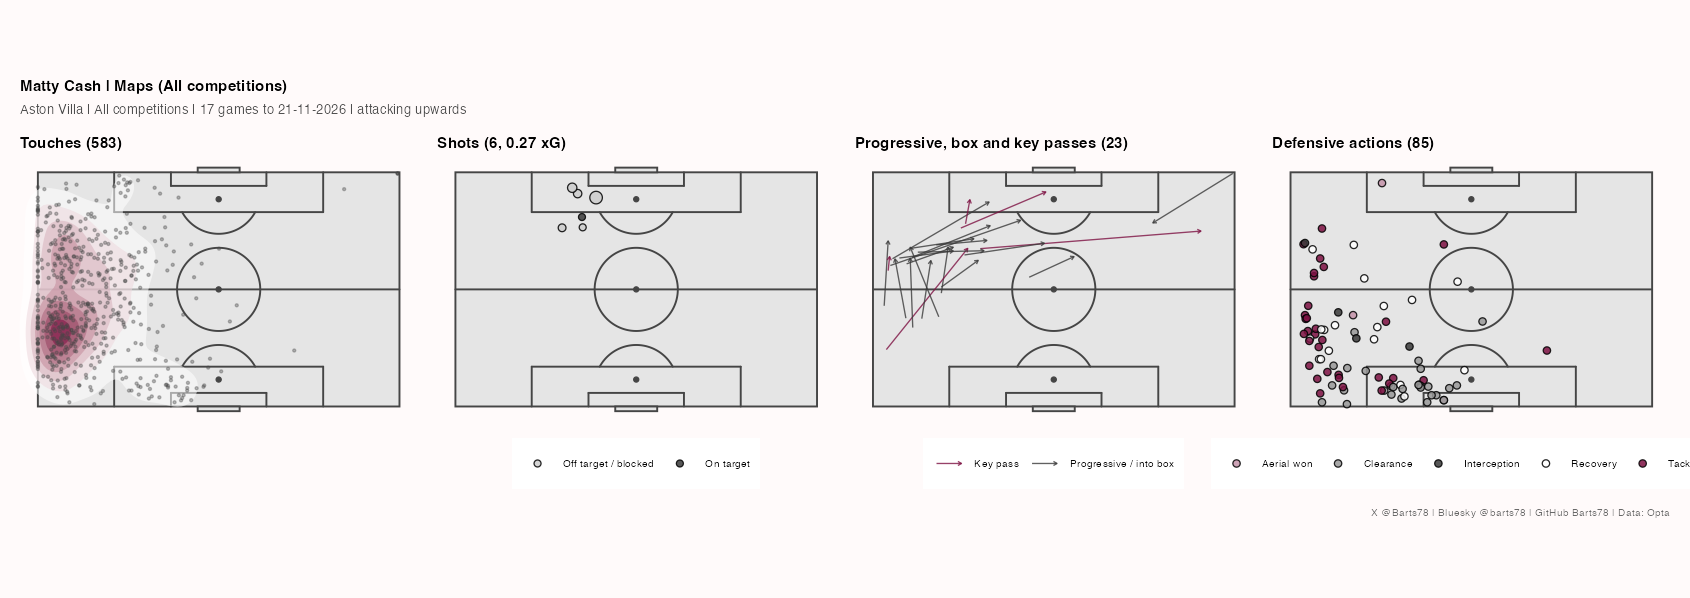 Matty Cash | Maps (All competitions)
Aston Villa | All competitions | 17 games to 21-11-2026 | attacking upwards
Touches (583)
Shots (6, 0.27 xG)
Progressive, box and key passes (23)
Defensive actions (85)
Off target / blocked
On target
Key pass
Progressive / into box
Aerial won
Clearance
Interception
Recovery
Tack
X @Barts78 | Bluesky @barts78 | GitHub Barts78 | Data: Opta